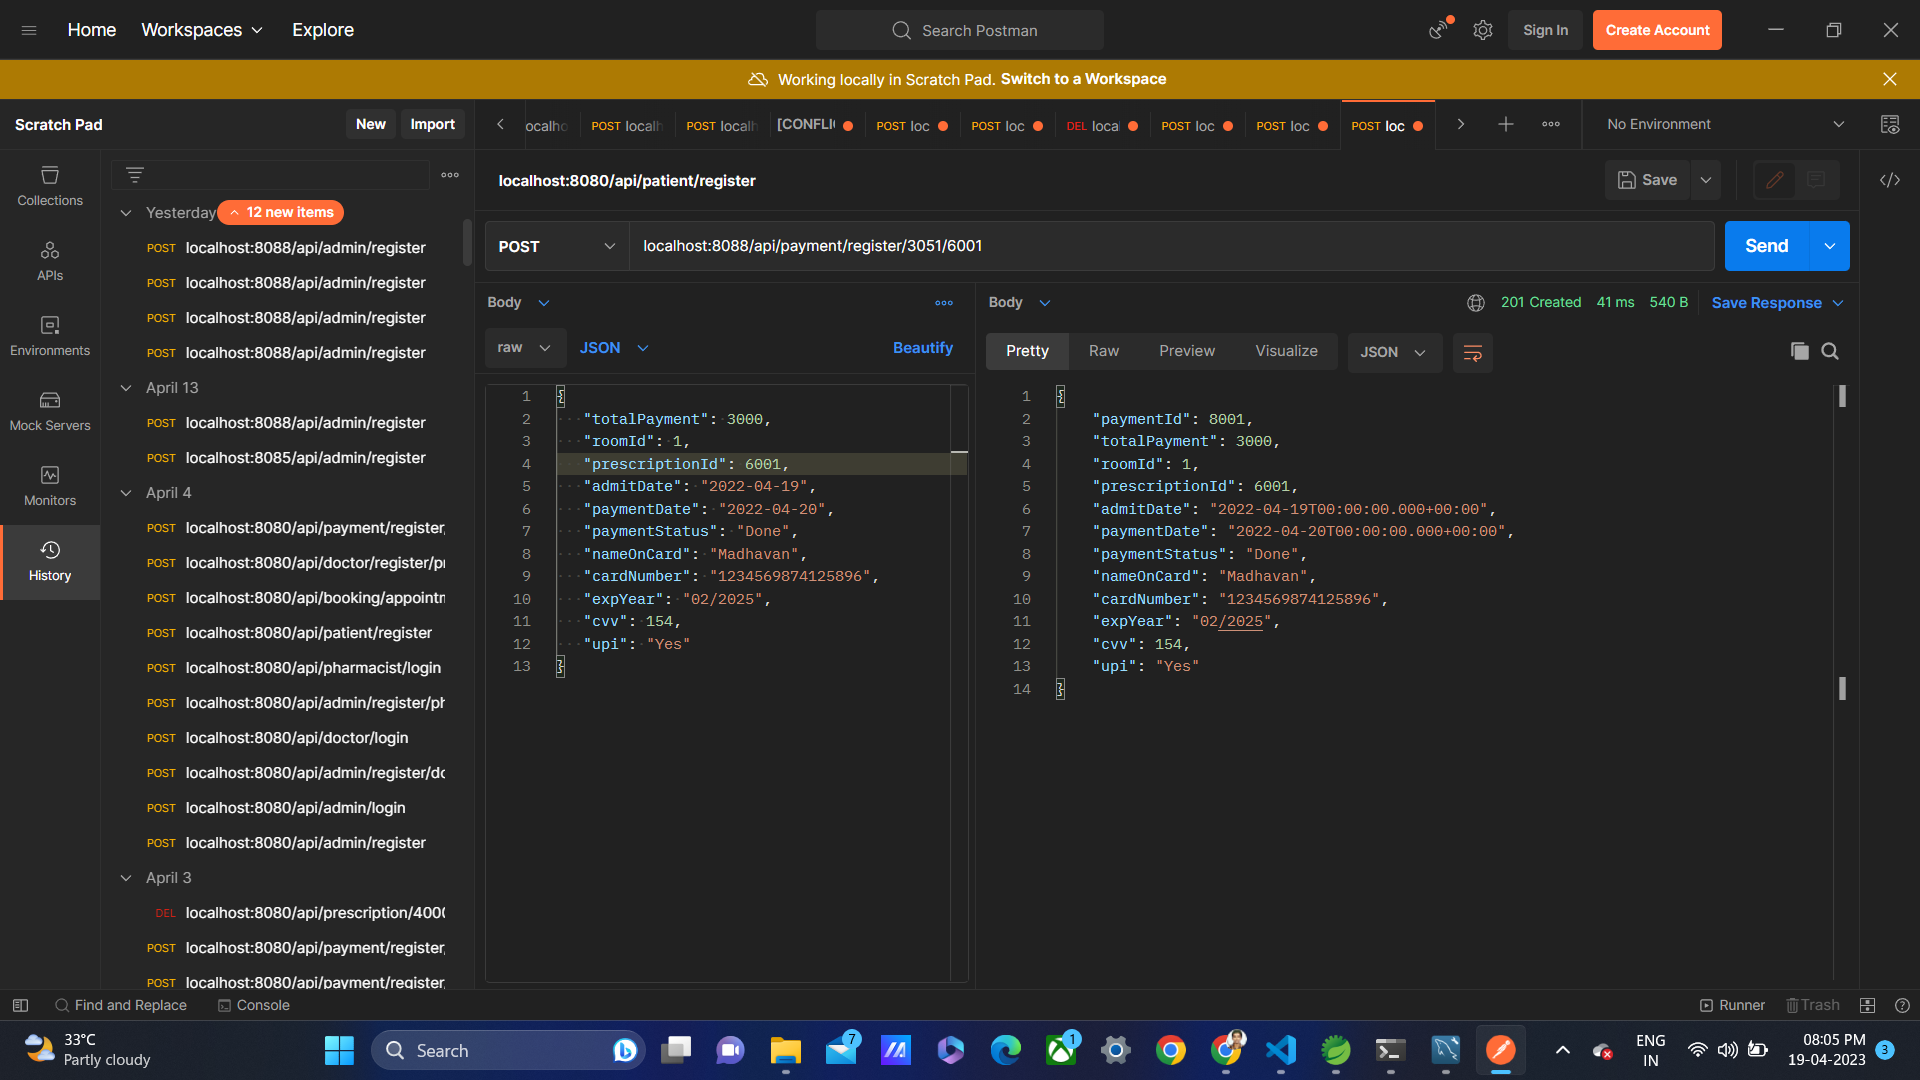 Home Workspaces Explore
Search Postman
Sign In Create Account
Working locally in Scratch Pad. Switch to a Workspace
Scratch Pad New Import
ocalho POST localh POST localh [CONFLI POST loc POST loc DEL local POST loc POST loc POST loc
No Environment
Collections
APIs
Environments
Mock Servers
Monitors
History
Yesterday 12 new items
POST localhost:8088/api/admin/register
POST localhost:8088/api/admin/register
POST localhost:8088/api/admin/register
POST localhost:8088/api/admin/register
April 13
POST localhost:8088/api/admin/register
POST localhost:8085/api/admin/register
April 4
POST localhost:8080/api/payment/register,
POST localhost:8080/api/doctor/register/pr
POST localhost:8080/api/booking/appointm
POST localhost:8080/api/patient/register
POST localhost:8080/api/pharmacist/login
POST localhost:8080/api/admin/register/ph
POST localhost:8080/api/doctor/login
POST localhost:8080/api/admin/register/do
POST localhost:8080/api/admin/login
POST localhost:8080/api/admin/register
April 3
DEL localhost:8080/api/prescription/4000
POST localhost:8080/api/payment/register,
POST localhost:8080/api/payment/register,
localhost:8080/api/patient/register
Save
POST localhost:8088/api/payment/register/3051/6001
Send
Body
raw JSON Beautify
1 {
2 "totalPayment": 3000,
3 "roomId": 1,
4 "prescriptionId": 6001,
5 "admitDate": "2022-04-19",
6 "paymentDate": "2022-04-20",
7 "paymentStatus": "Done",
8 "nameOnCard": "Madhavan",
9 "cardNumber": "1234569874125896",
10 "expYear": "02/2025",
11 "cvv": 154,
12 "upi": "Yes"
13 }
Body 201 Created 41 ms 540 B Save Response
Pretty Raw Preview Visualize JSON
1 {
2 "paymentId": 8001,
3 "totalPayment": 3000,
4 "roomId": 1,
5 "prescriptionId": 6001,
6 "admitDate": "2022-04-19T00:00:00.000+00:00",
7 "paymentDate": "2022-04-20T00:00:00.000+00:00",
8 "paymentStatus": "Done",
9 "nameOnCard": "Madhavan",
10 "cardNumber": "1234569874125896",
11 "expYear": "02/2025",
12 "cvv": 154,
13 "upi": "Yes"
14 }
Find and Replace Console
Runner Trash
33°C
Partly cloudy
Search
7
1
ENG
IN
08:05 PM
19-04-2023
3